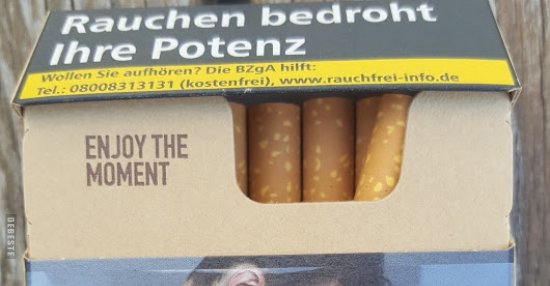 Rauchen bedroht
Ihre Potenz
Wollen Sie aufhören? Die BZgA hilft:
Tel.: 08008313131 (kostenfrei), www.rauchfrei-info.de
ENJOY THE
MOMENT
DEBESTE